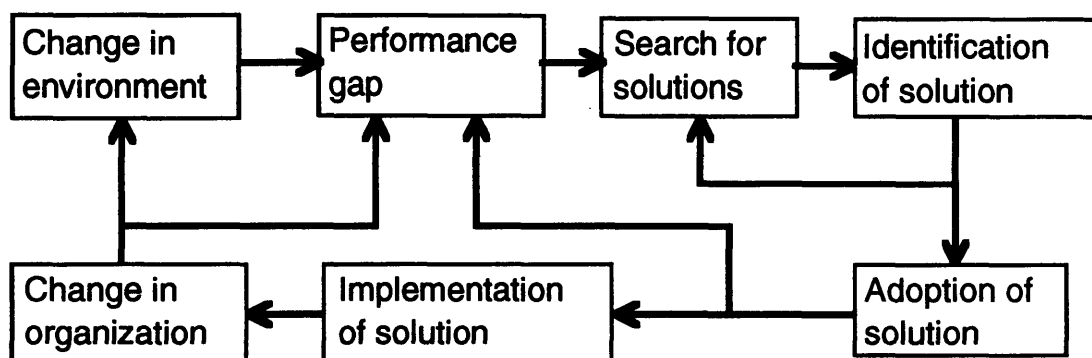 Change in
environment
Performance
gap
Search for
solutions
Identification
of solution
Change in
organization
Implementation
of solution
Adoption of
solution